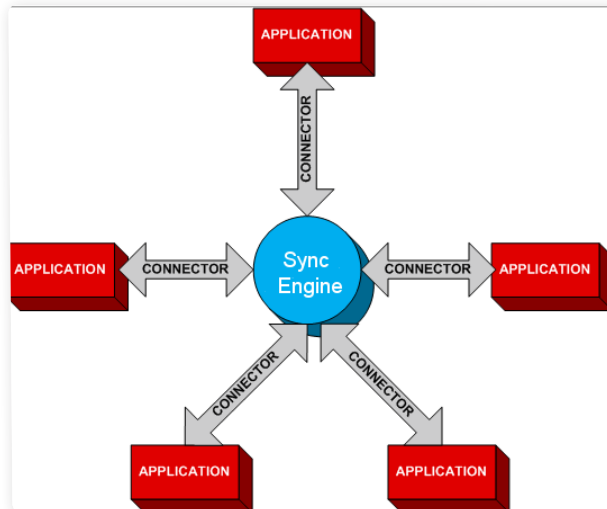 APPLICATION
CONNECTOR
APPLICATION
CONNECTOR
Sync
Engine
CONNECTOR
APPLICATION
CONNECTOR
CONNECTOR
APPLICATION
APPLICATION